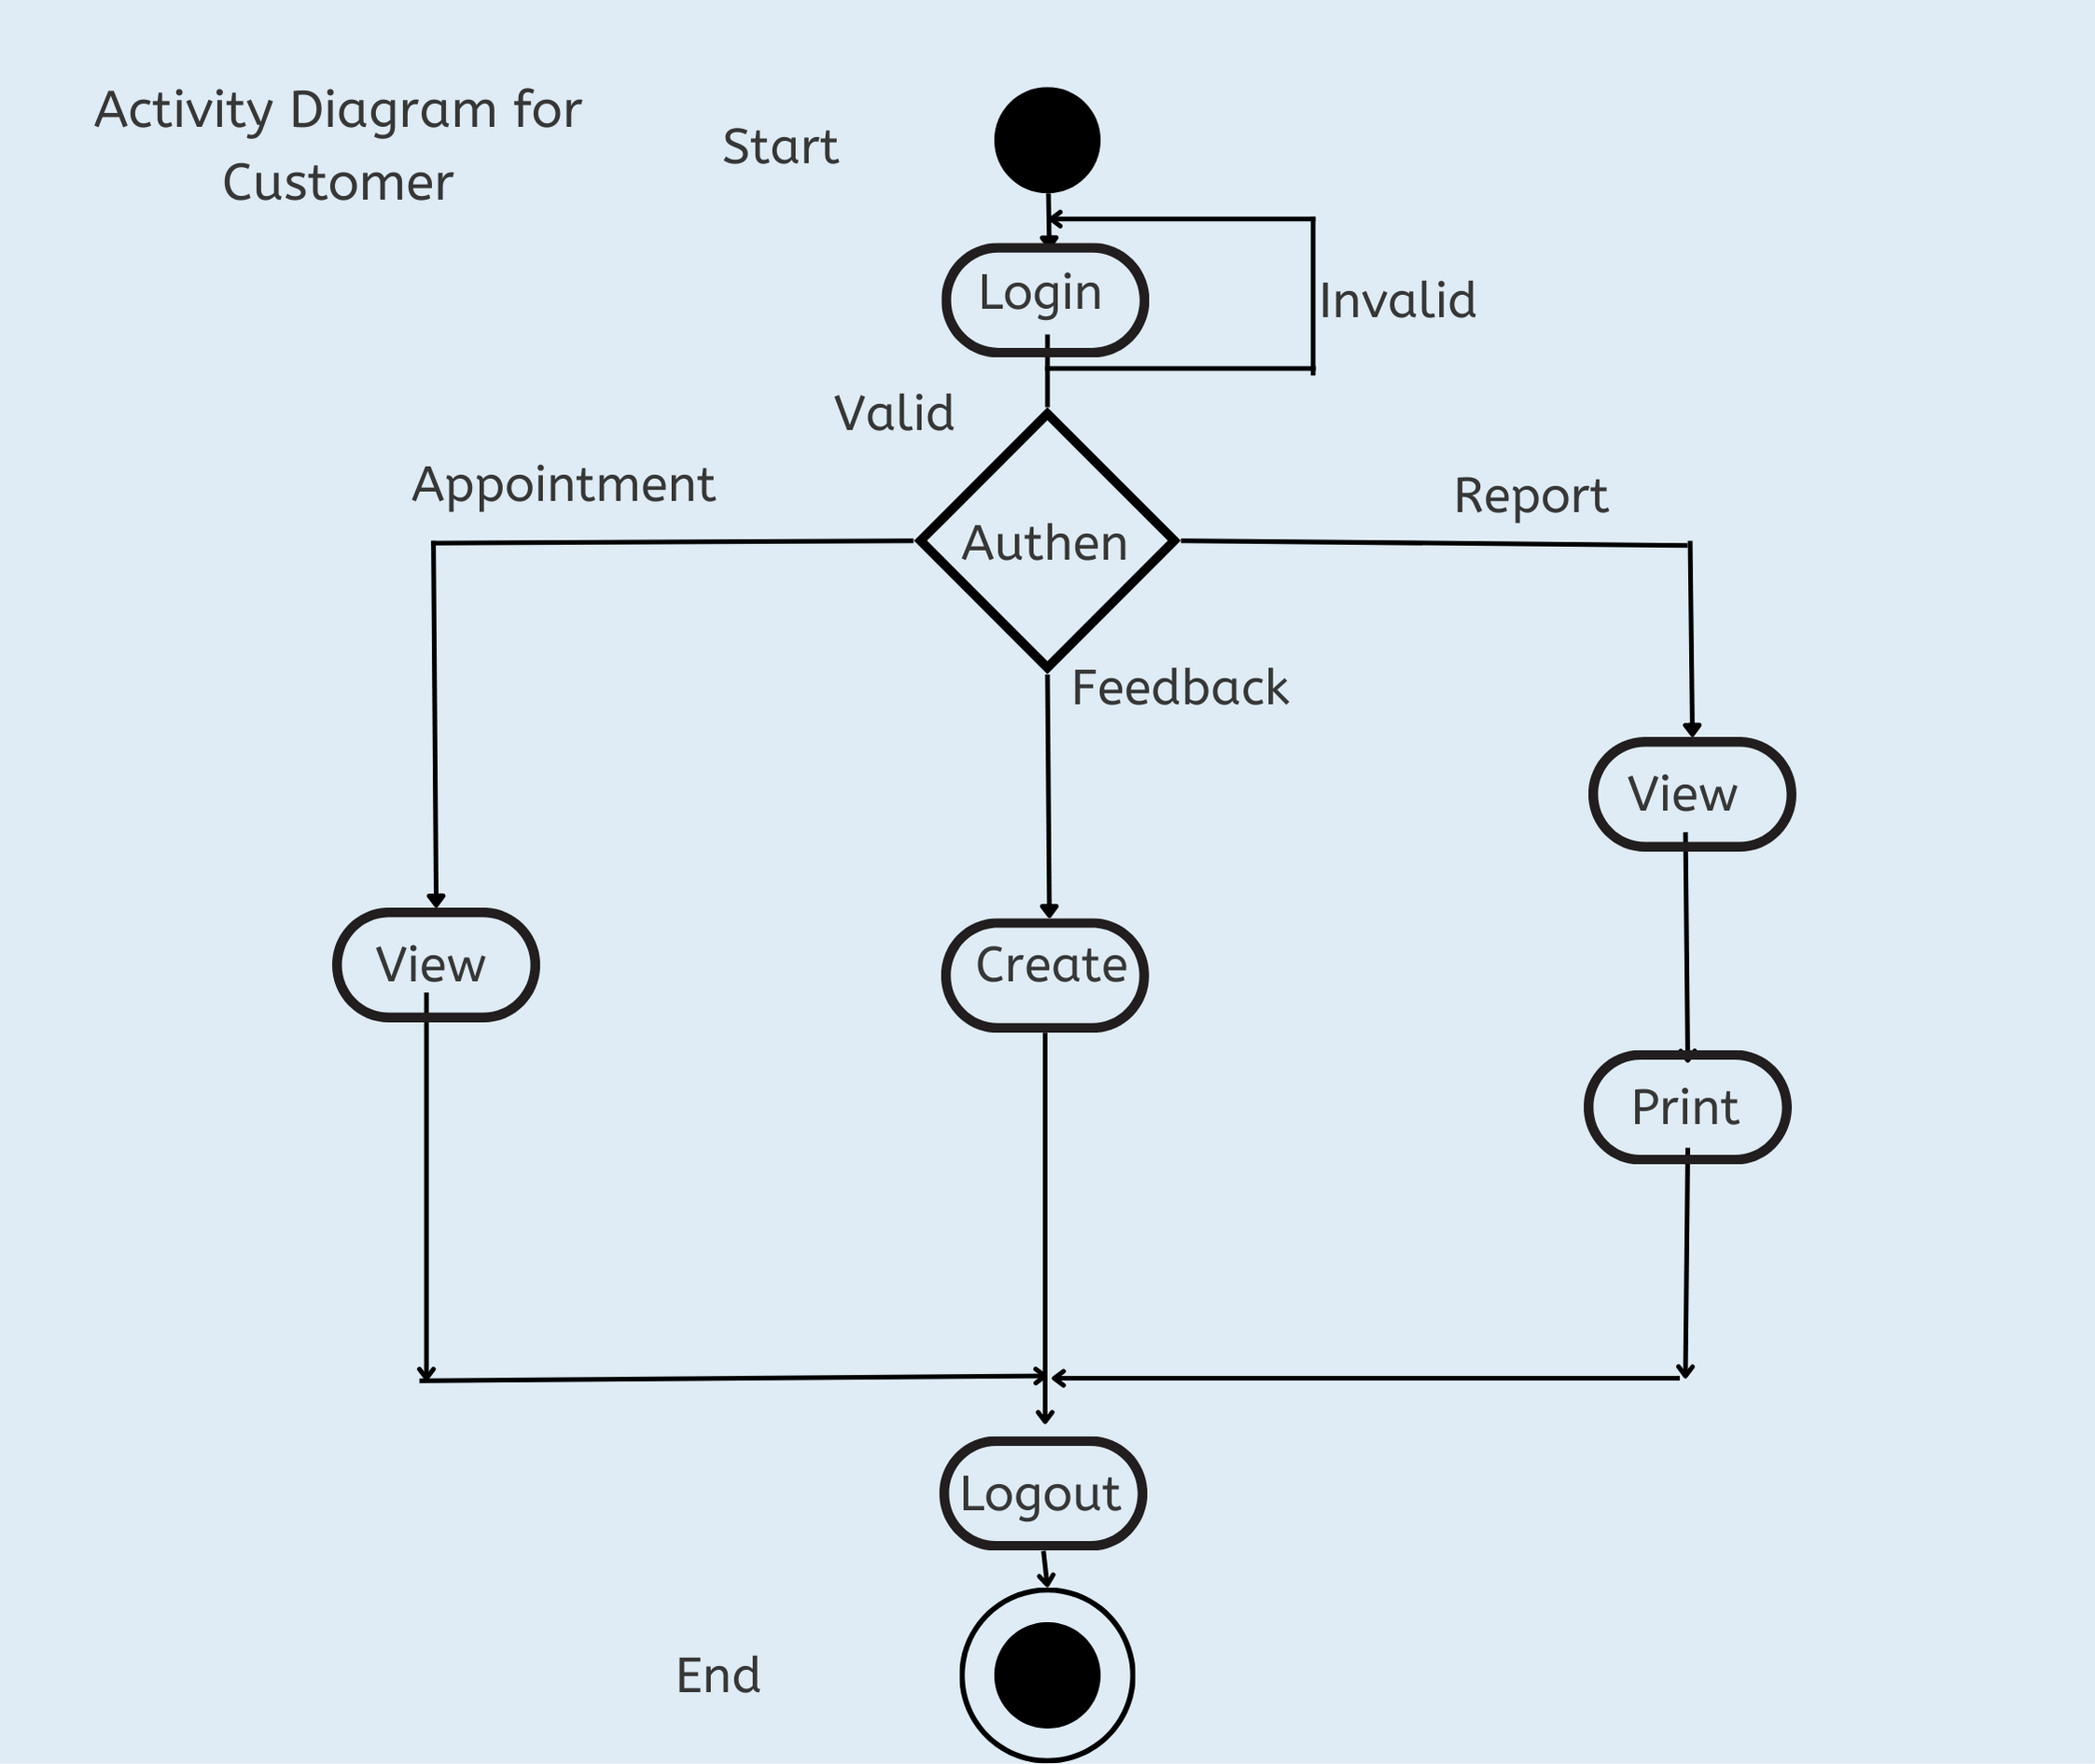 Activity Diagram for
Customer
Start
Login
Invalid
Valid
Appointment
Report
Authen
Feedback
View
View
Create
Print
Logout
End